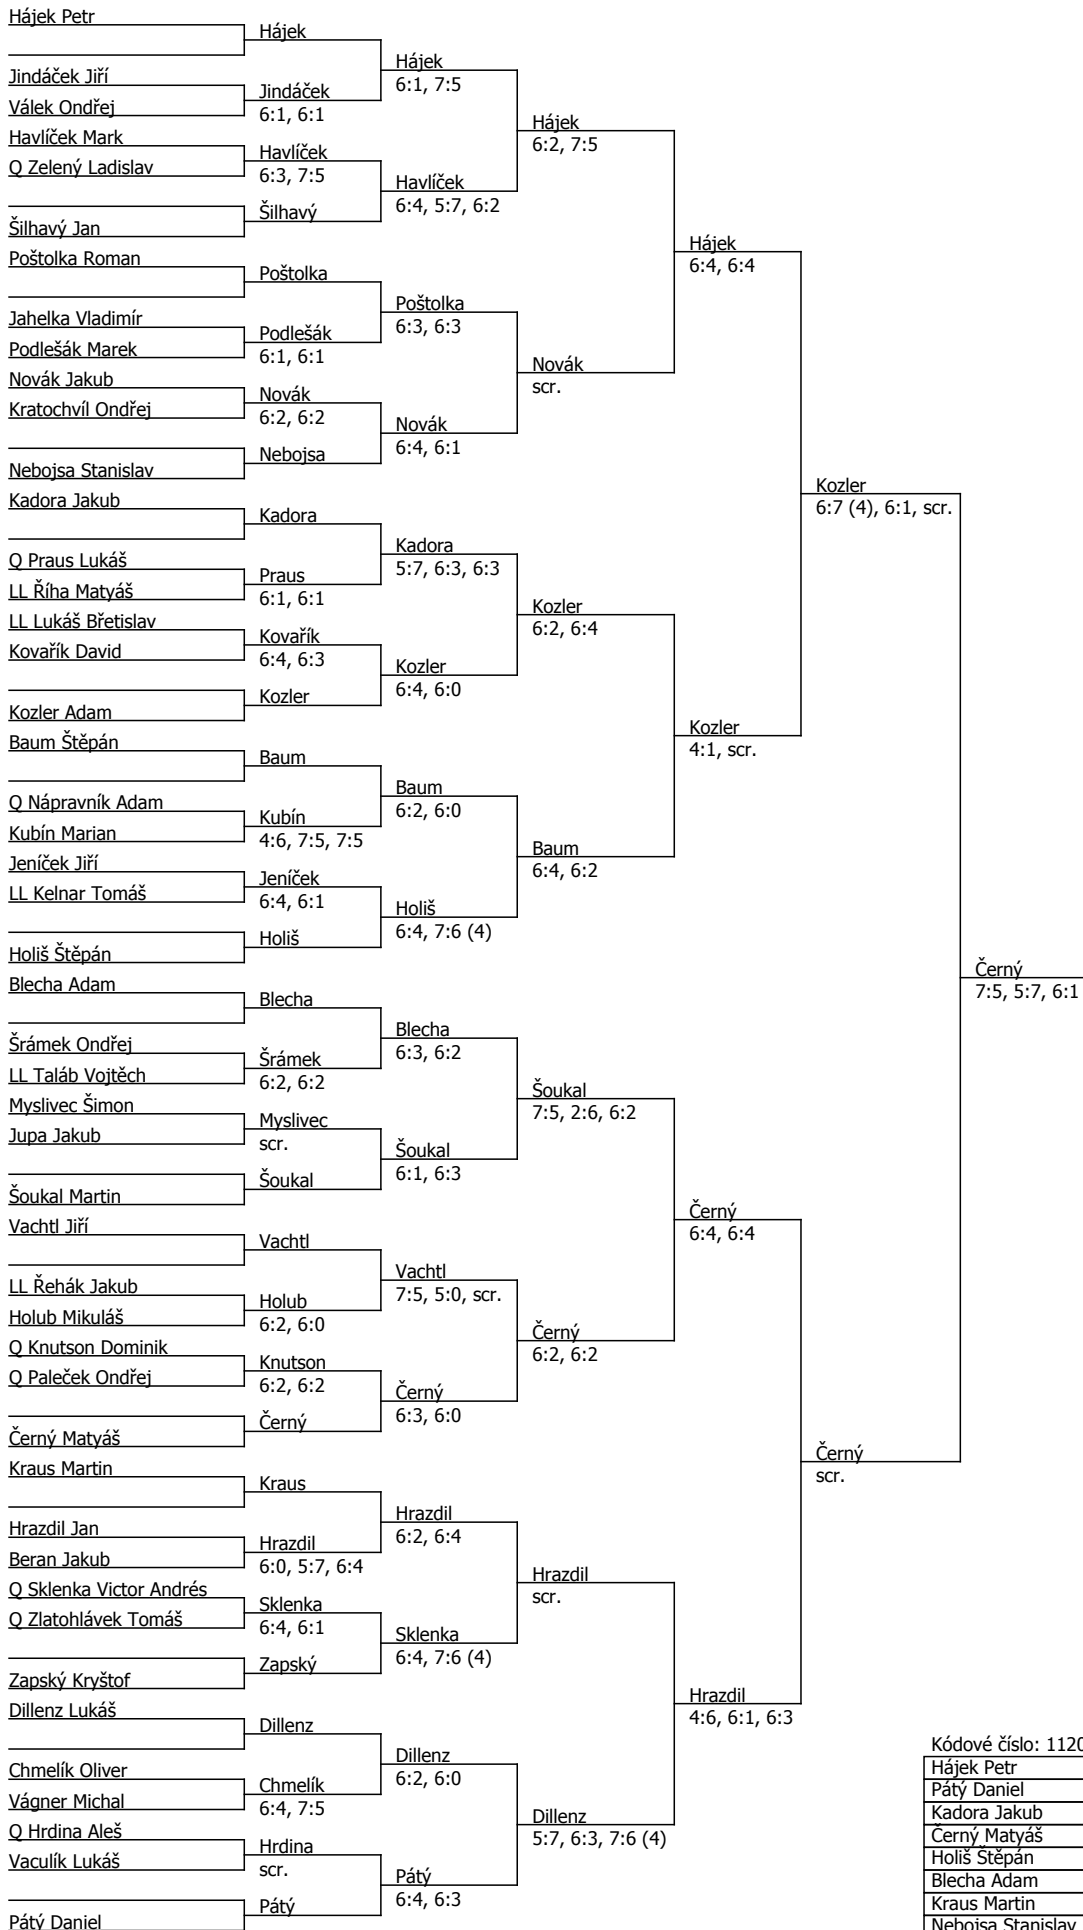 Hájek Petr
Jindáček Jiří
Válek Ondřej
Havlíček Mark
Q Zelený Ladislav
Šilhavý Jan
Poštolka Roman
Jahelka Vladimír
Podlešák Marek
Novák Jakub
Kratochvíl Ondřej
Nebojsa Stanislav
Kadora Jakub
Q Praus Lukáš
LL Říha Matyáš
LL Lukáš Břetislav
Kovařík David
Kozler Adam
Baum Štěpán
Q Nápravník Adam
Kubín Marian
Jeníček Jiří
LL Kelnar Tomáš
Holiš Štěpán
Blecha Adam
Šrámek Ondřej
LL Taláb Vojtěch
Myslivec Šimon
Jupa Jakub
Šoukal Martin
Vachtl Jiří
LL Řehák Jakub
Holub Mikuláš
Q Knutson Dominik
Q Paleček Ondřej
Černý Matyáš
Kraus Martin
Hrazdil Jan
Beran Jakub
Q Sklenka Victor Andrés
Q Zlatohlávek Tomáš
Zapský Kryštof
Dillenz Lukáš
Chmelík Oliver
Vágner Michal
Q Hrdina Aleš
Vaculík Lukáš
Pátý Daniel
Hájek
Jindáček
6:1, 6:1
Havlíček
6:3, 7:5
Šilhavý
Poštolka
Podlešák
6:1, 6:1
Novák
6:2, 6:2
Nebojsa
Kadora
Praus
6:1, 6:1
Kovařík
6:4, 6:3
Kozler
Baum
Kubín
4:6, 7:5, 7:5
Jeníček
6:4, 6:1
Holiš
Blecha
Šrámek
6:2, 6:2
Myslivec
scr.
Šoukal
Vachtl
Holub
6:2, 6:0
Knutson
6:2, 6:2
Černý
Kraus
Hrazdil
6:0, 5:7, 6:4
Sklenka
6:4, 6:1
Zapský
Dillenz
Chmelík
6:4, 7:5
Hrdina
scr.
Pátý
Hájek
6:1, 7:5
Havlíček
6:4, 5:7, 6:2
Poštolka
6:3, 6:3
Novák
6:4, 6:1
Kadora
5:7, 6:3, 6:3
Kozler
6:4, 6:0
Baum
6:2, 6:0
Holiš
6:4, 7:6 (4)
Blecha
6:3, 6:2
Šoukal
6:1, 6:3
Vachtl
7:5, 5:0, scr.
Černý
6:3, 6:0
Hrazdil
6:2, 6:4
Sklenka
6:4, 7:6 (4)
Dillenz
6:2, 6:0
Pátý
6:4, 6:3
Hájek
6:2, 7:5
Novák
scr.
Kozler
6:2, 6:4
Baum
6:4, 6:2
Šoukal
7:5, 2:6, 6:2
Černý
6:2, 6:2
Hrazdil
scr.
Dillenz
5:7, 6:3, 7:6 (4)
Hájek
6:4, 6:4
Kozler
4:1, scr.
Černý
6:4, 6:4
Hrazdil
4:6, 6:1, 6:3
Kozler
6:7 (4), 6:1, scr.
Černý
scr.
Černý
7:5, 5:7, 6:1
Kódové číslo: 1120
Hájek Petr
Pátý Daniel
Kadora Jakub
Černý Matyáš
Holiš Štěpán
Blecha Adam
Kraus Martin
Nebojsa Stanislav